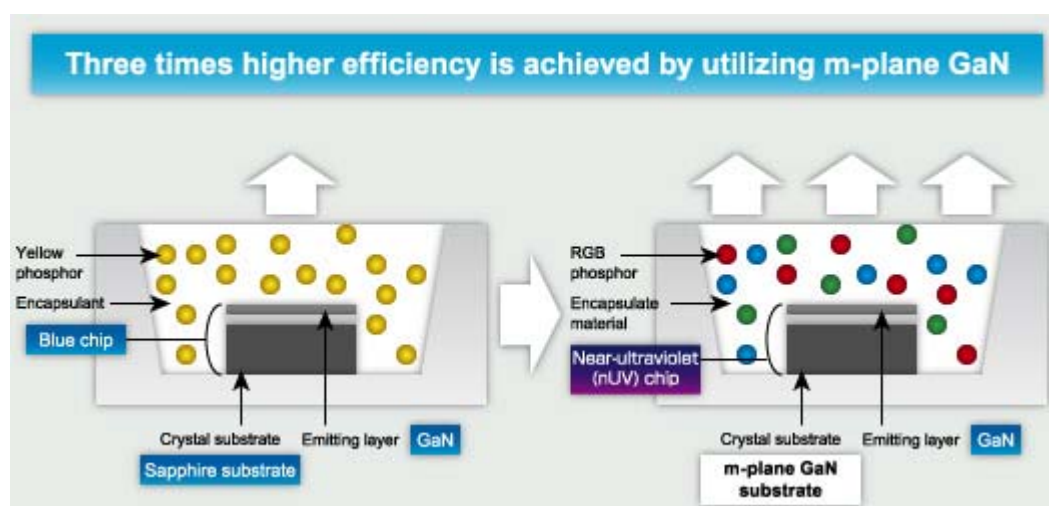 Three times higher efficiency is achieved by utilizing m-plane GaN
Yellow
phosphor
Encapsulant
Blue chip
Crystal substrate
Sapphire substrate
Emitting layer
GaN
RGB
phosphor
Encapsulate
material
Near-ultraviolet
(nUV) chip
Crystal substrate
m-plane GaN
substrate
Emitting layer
GaN